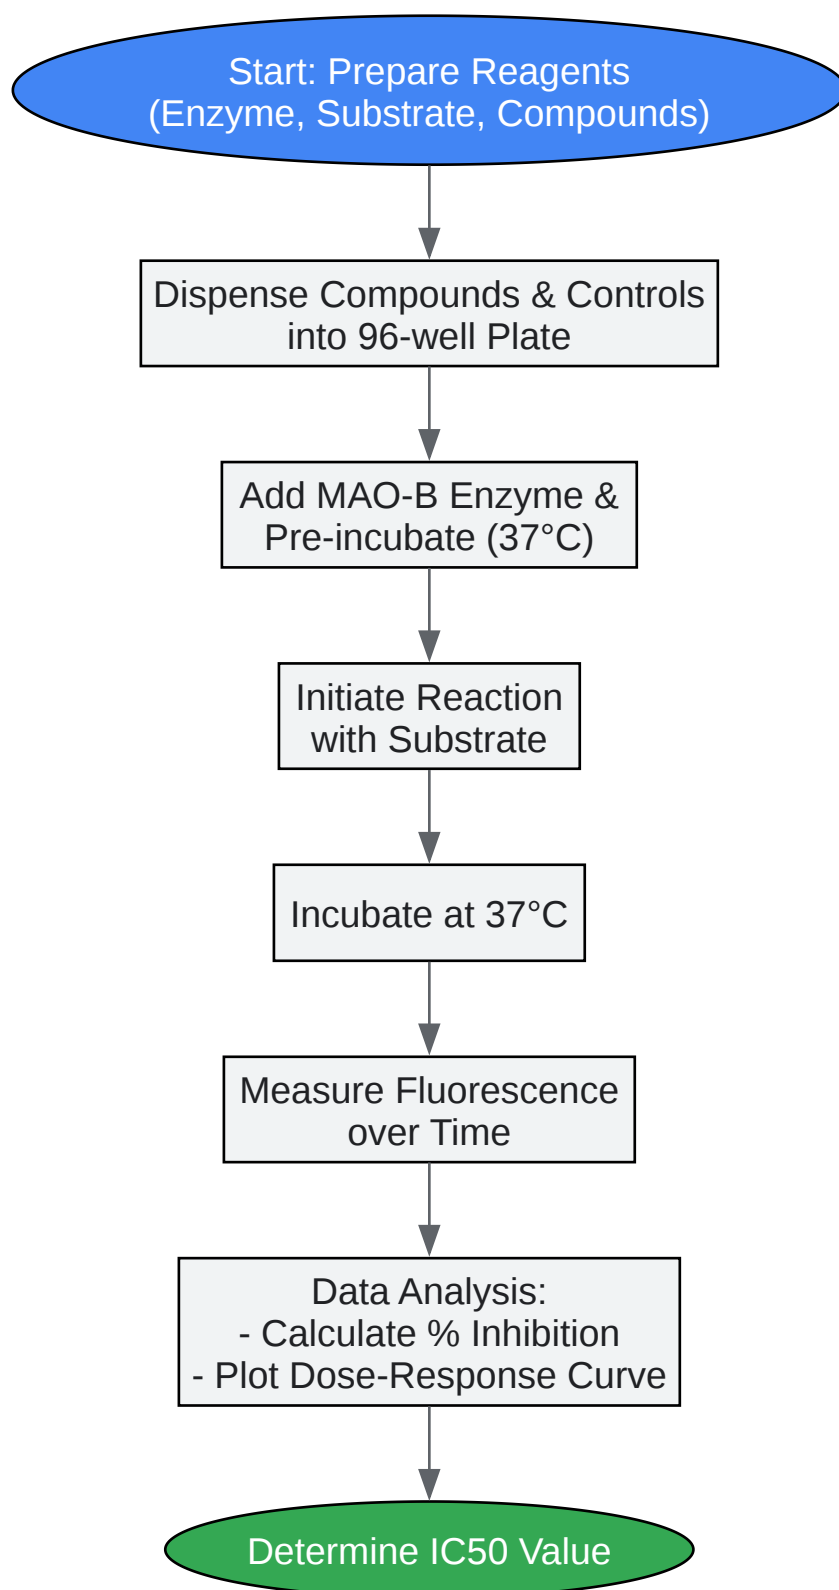 Start: Prepare Reagents
(Enzyme, Substrate, Compounds)
Dispense Compounds & Controls
into 96-well Plate
Add MAO-B Enzyme &
Pre-incubate (37°C)
Initiate Reaction
with Substrate
Incubate at 37°C
Measure Fluorescence
over Time
Data Analysis:
- Calculate % Inhibition
- Plot Dose-Response Curve
Determine IC50 Value